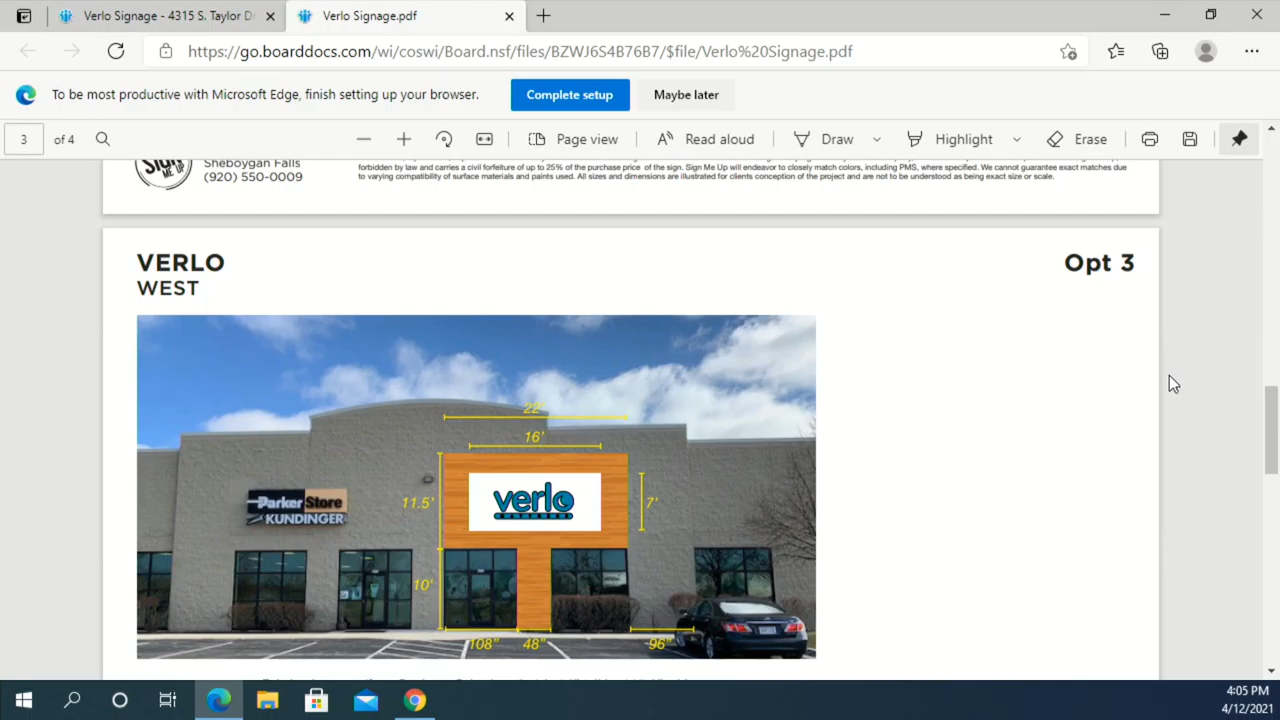 Verlo Signage - 4315 S. Taylor Dr
Verlo Signage.pdf
https://go.boarddocs.com/wi/coswi/Board.nsf/files/BZWJ6S4B76B7/$file/Verlo%20Signage.pdf
To be most productive with Microsoft Edge, finish setting up your browser.
Complete setup
Maybe later
3 of 4
Page view
Read aloud
Draw
Highlight
Erase
Sign ME UP
Sheboygan Falls
(920) 550-0009
forbidden by law and carries a civil forfeiture of up to 25% of the purchase price of the sign. Sign Me Up will endeavor to closely match colors, including PMS, where specified. We cannot guarantee exact matches due
to varying compatibility of surface materials and paints used. All sizes and dimensions are illustrated for clients conception of the project and are not to be understood as being exact size or scale.
VERLO
WEST
Opt 3
22'
16'
11.5'
7'
Parker Store
KUNDINGER
verlo
MATTRESS
10'
108"
48"
96"
4:05 PM
4/12/2021